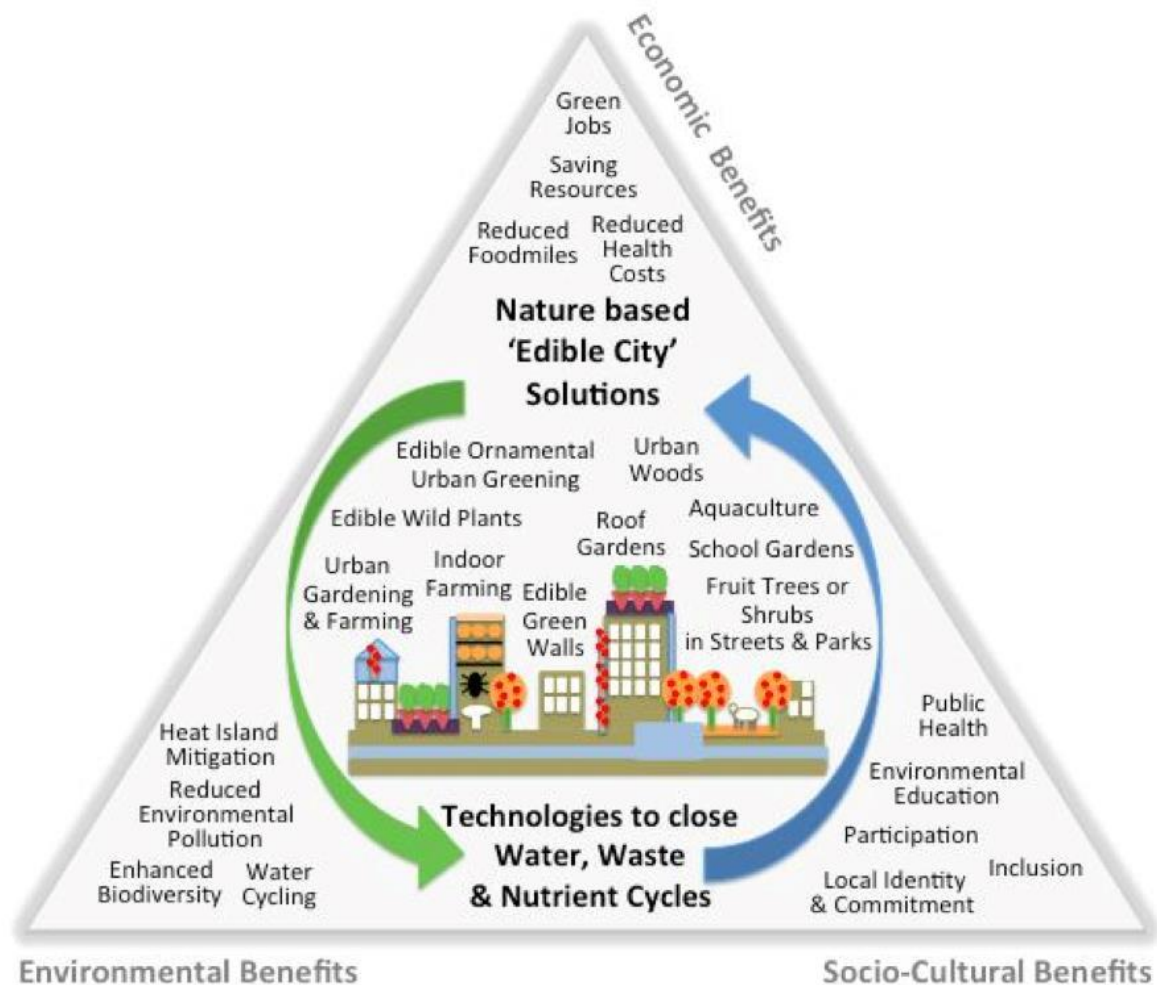 Economic Benefits
Green
Jobs
Saving
Resources
Reduced
Foodmiles
Reduced
Health
Costs
Nature based
‘Edible City’
Solutions
Edible Ornamental
Urban Greening
Urban
Woods
Edible Wild Plants
Roof
Gardens
Aquaculture
School Gardens
Urban
Gardening
& Farming
Indoor
Farming
Edible
Green
Walls
Fruit Trees or
Shrubs
in Streets & Parks
Heat Island
Mitigation
Reduced
Environmental
Pollution
Enhanced
Biodiversity
Water
Cycling
Technologies to close
Water, Waste
& Nutrient Cycles
Public
Health
Environmental
Education
Participation
Inclusion
Local Identity
& Commitment
Environmental Benefits
Socio-Cultural Benefits